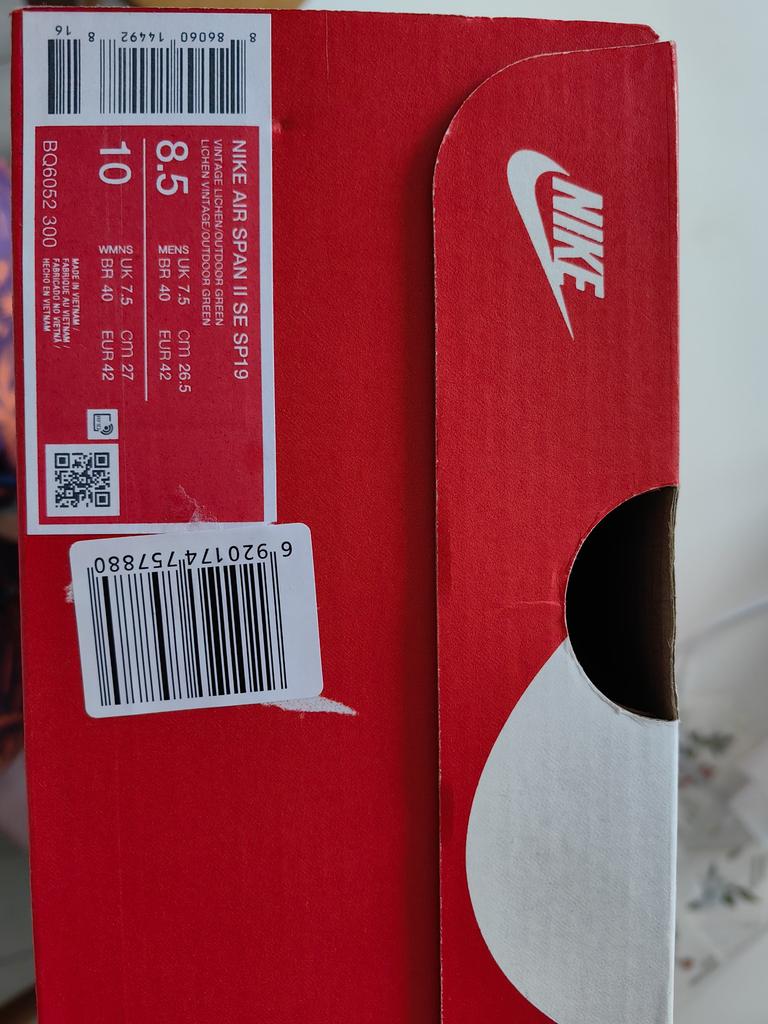 NIKE AIR SPAN II SE SP19
VINTAGE LICHEN/OUTDOOR GREEN
LICHEN VINTAGE/OUTDOOR GREEN
8.5
MENS UK 7.5 CM 26.5
BR 40 EUR 42
10
WMNS UK 7.5 CM 27
BR 40 EUR 42
MADE IN VIETNAM /
FABRIQUE AU VIETNAM /
FABRICADO NO VIETNÃ /
HECHO EN VIETNAM
BQ6052 300
8 86060 14492 8 16
6 920174 757880
NIKE